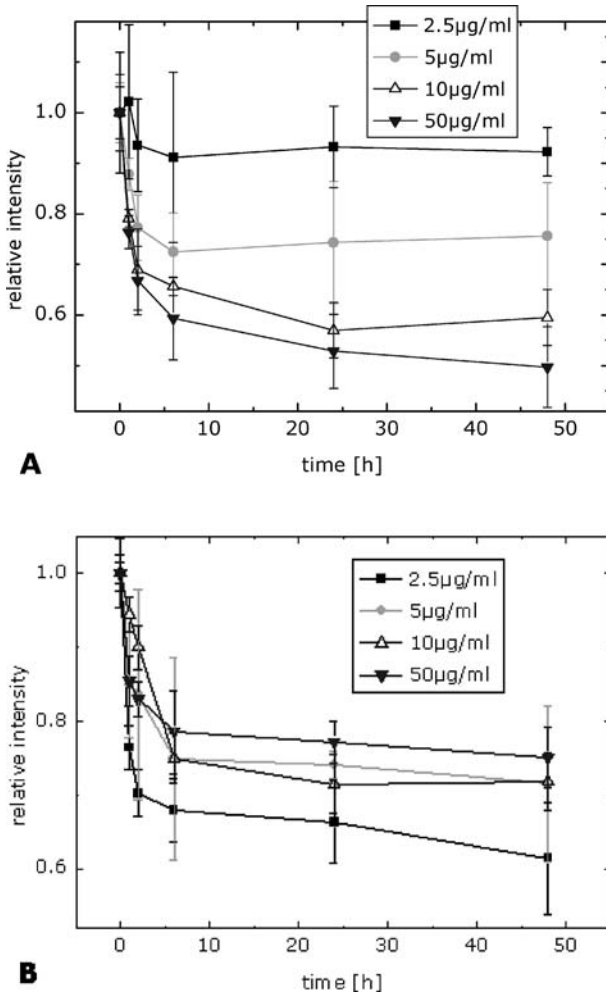 2.5µg/ml
5µg/ml
10µg/ml
50µg/ml
1.0
0.8
0.6
relative intensity
0 10 20 30 40 50
time [h]
A
2.5µg/ml
5µg/ml
10µg/ml
50µg/ml
1.0
0.8
0.6
relative intensity
0 10 20 30 40 50
time [h]
B